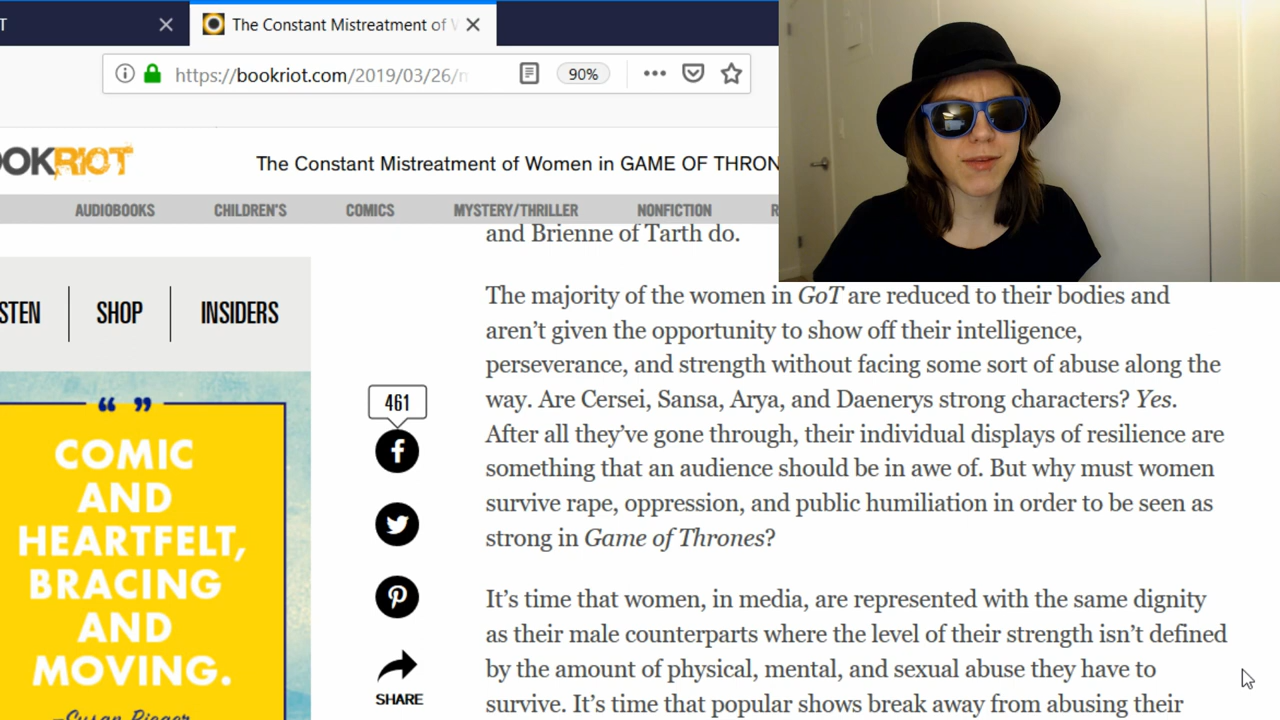 T
The Constant Mistreatment of
https://bookriot.com/2019/03/26/
90%
OOKRIOT
The Constant Mistreatment of Women in GAME OF THRON
AUDIOBOOKS CHILDREN'S COMICS MYSTERY/THRILLER NONFICTION R
and Brienne of Tarth do.
STEN SHOP INSIDERS
The majority of the women in GoT are reduced to their bodies and
aren't given the opportunity to show off their intelligence,
perseverance, and strength without facing some sort of abuse along the
way. Are Cersei, Sansa, Arya, and Daenerys strong characters? Yes.
After all they've gone through, their individual displays of resilience are
something that an audience should be in awe of. But why must women
survive rape, oppression, and public humiliation in order to be seen as
strong in Game of Thrones?
It's time that women, in media, are represented with the same dignity
as their male counterparts where the level of their strength isn't defined
by the amount of physical, mental, and sexual abuse they have to
survive. It's time that popular shows break away from abusing their
461
SHARE
“ ”
COMIC
AND
HEARTFELT,
BRACING
AND
MOVING.
—Susan Rieger